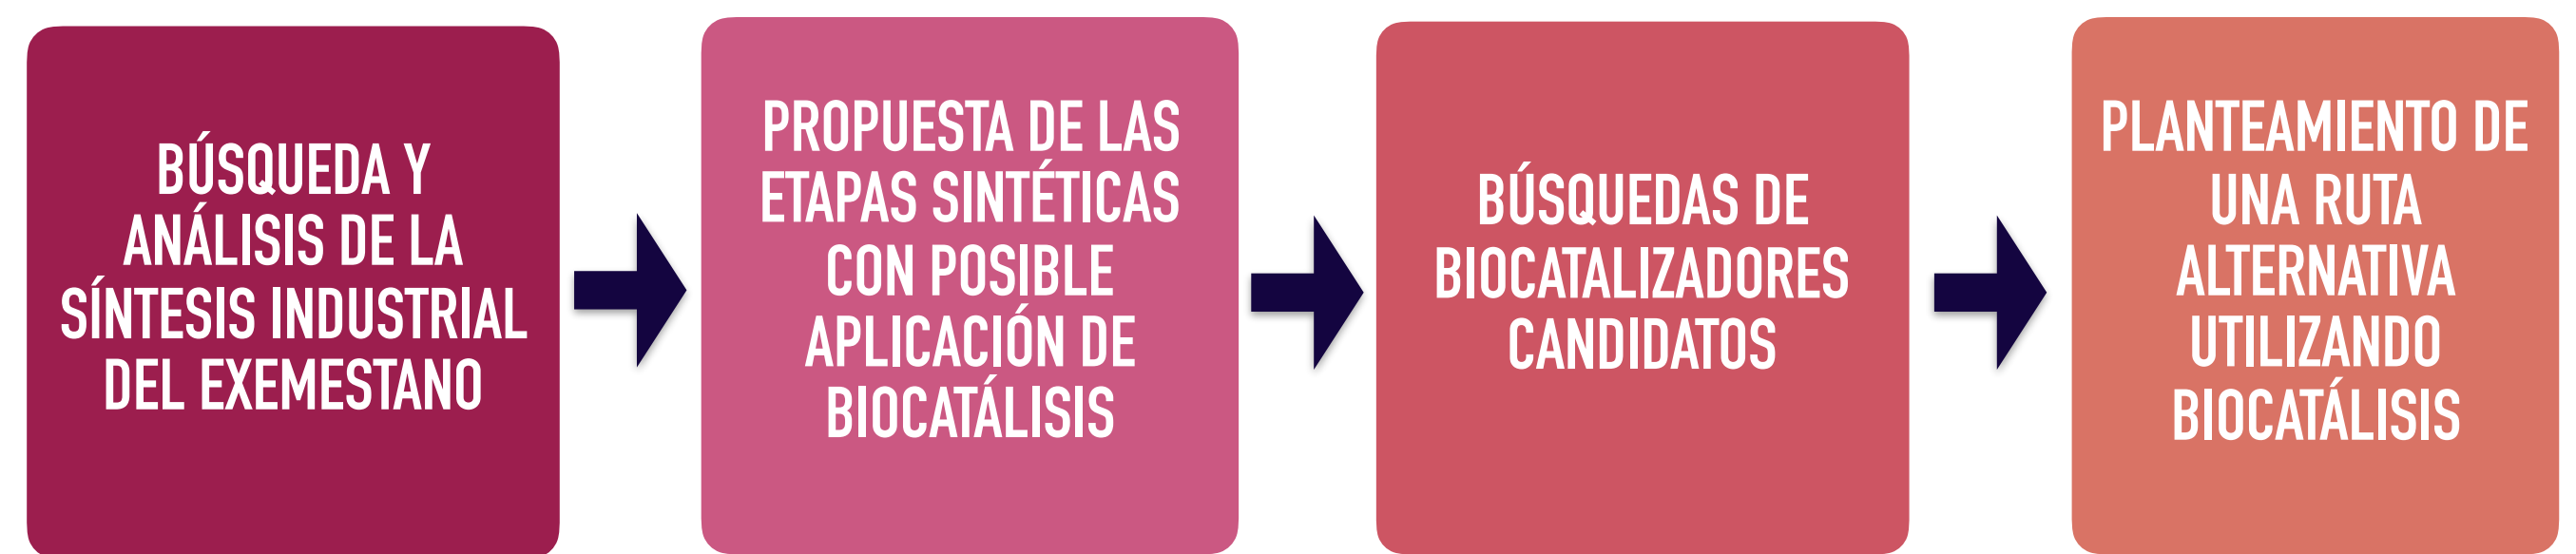 BÚSQUEDA Y
ANÁLISIS DE LA
SÍNTESIS INDUSTRIAL
DEL EXEMESTANO
PROPUESTA DE LAS
ETAPAS SINTÉTICAS
CON POSIBLE
APLICACIÓN DE
BIOCATÁLISIS
BÚSQUEDAS DE
BIOCATALIZADORES
CANDIDATOS
PLANTEAMIENTO DE
UNA RUTA
ALTERNATIVA
UTILIZANDO
BIOCATÁLISIS